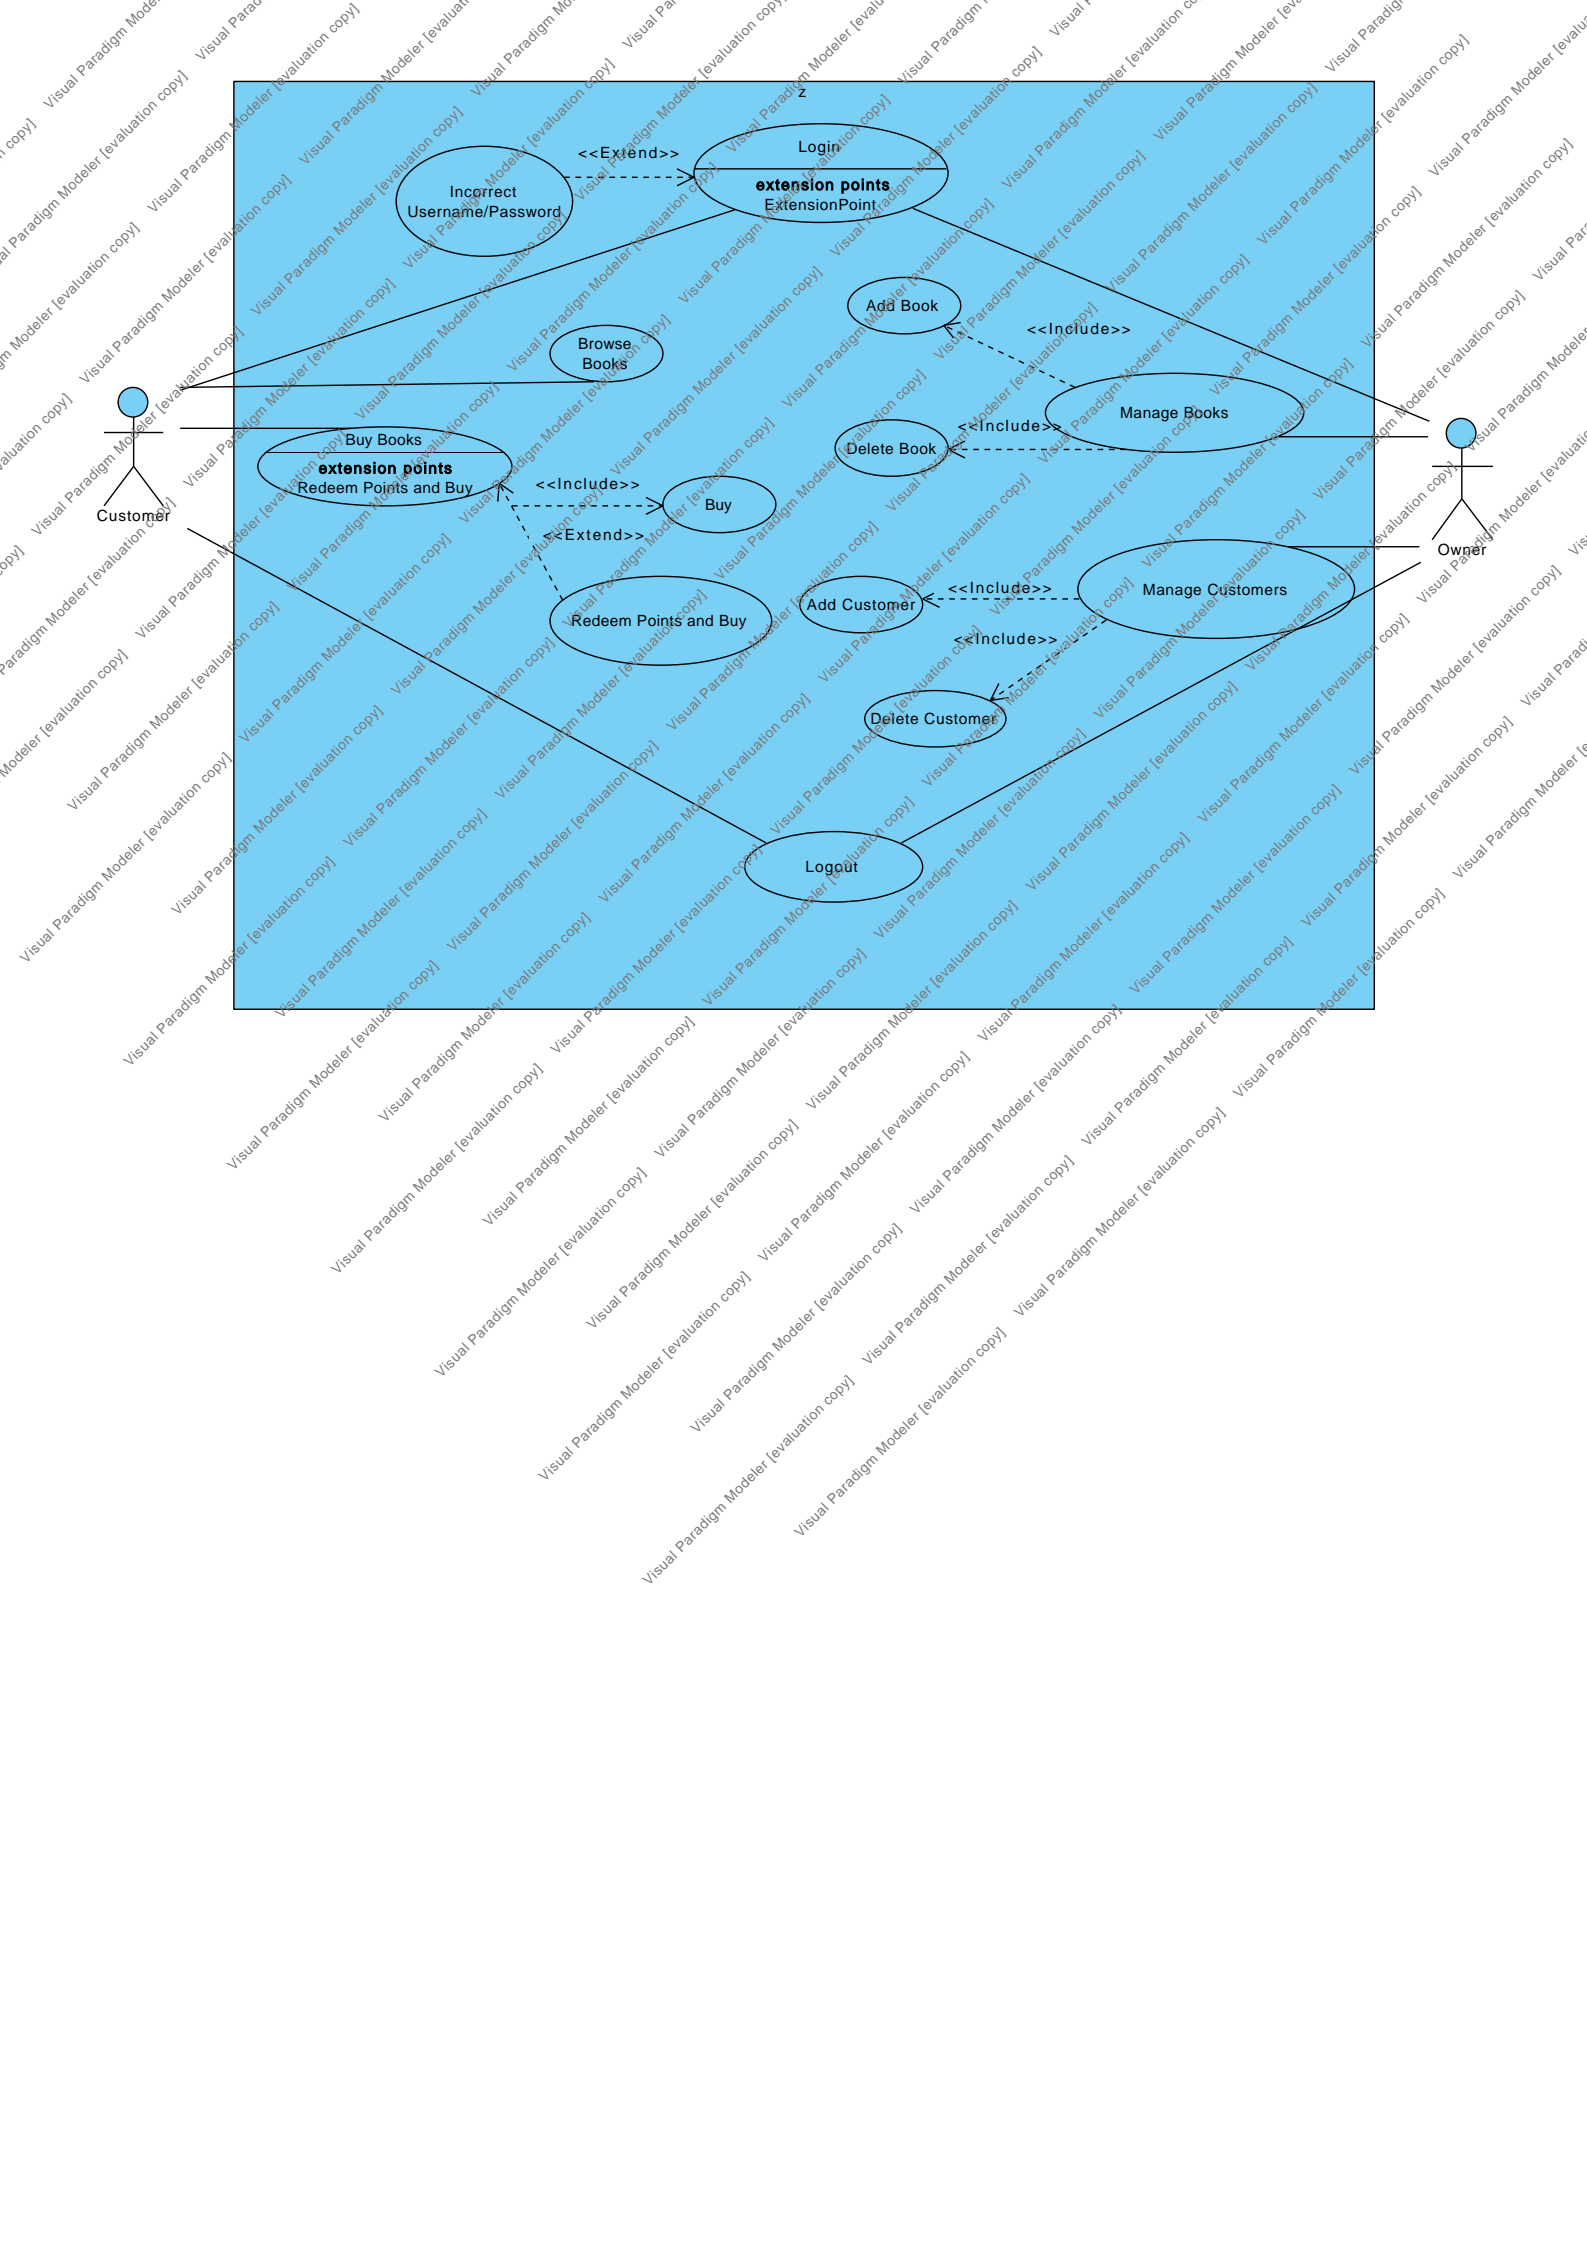 z
Login
extension points
ExtensionPoint
<<Extend>>
Incorrect
Username/Password
Add Book
<<Include>>
Browse
Books
Manage Books
<<Include>>
Delete Book
Buy Books
extension points
Redeem Points and Buy
<<Include>>
Buy
<<Extend>>
Customer
Owner
Add Customer
<<Include>>
Manage Customers
Redeem Points and Buy
<<Include>>
Delete Customer
Logout
Visual Paradigm Modeler [evaluation copy]